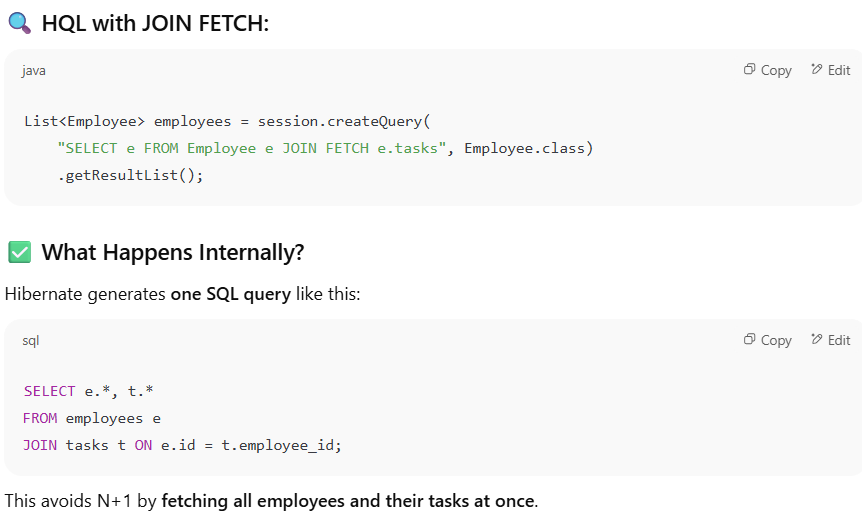 🔍 HQL with JOIN FETCH:
java
Copy
Edit
List<Employee> employees = session.createQuery(
    "SELECT e FROM Employee e JOIN FETCH e.tasks", Employee.class)
    .getResultList();
✅ What Happens Internally?
Hibernate generates one SQL query like this:
sql
Copy
Edit
SELECT e.*, t.*
FROM employees e
JOIN tasks t ON e.id = t.employee_id;
This avoids N+1 by fetching all employees and their tasks at once.